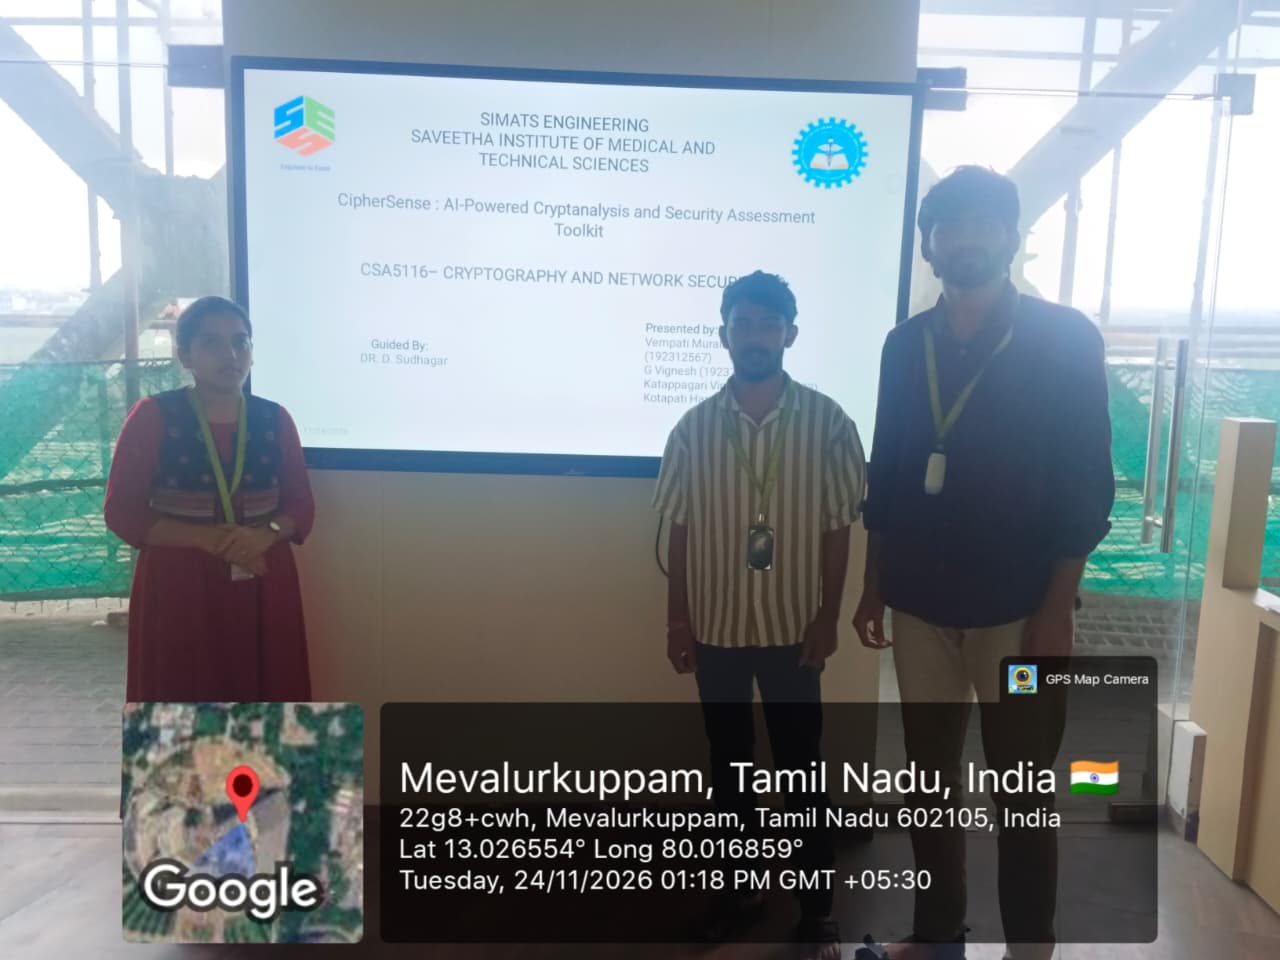 SIMATS ENGINEERING
SAVEETHA INSTITUTE OF MEDICAL AND
TECHNICAL SCIENCES
CipherSense : AI-Powered Cryptanalysis and Security Assessment
Toolkit
CSA5116– CRYPTOGRAPHY AND NETWORK
Guided By:
DR. D. Sudhagar
Presented by:
Vempati
(192312567)
G Vignesh
Katappagari
Kotapati
GPS Map Camera
Mevalurkuppam, Tamil Nadu, India
22g8+cwh, Mevalurkuppam, Tamil Nadu 602105, India
Lat 13.026554° Long 80.016859°
Tuesday, 24/11/2026 01:18 PM GMT +05:30
Google